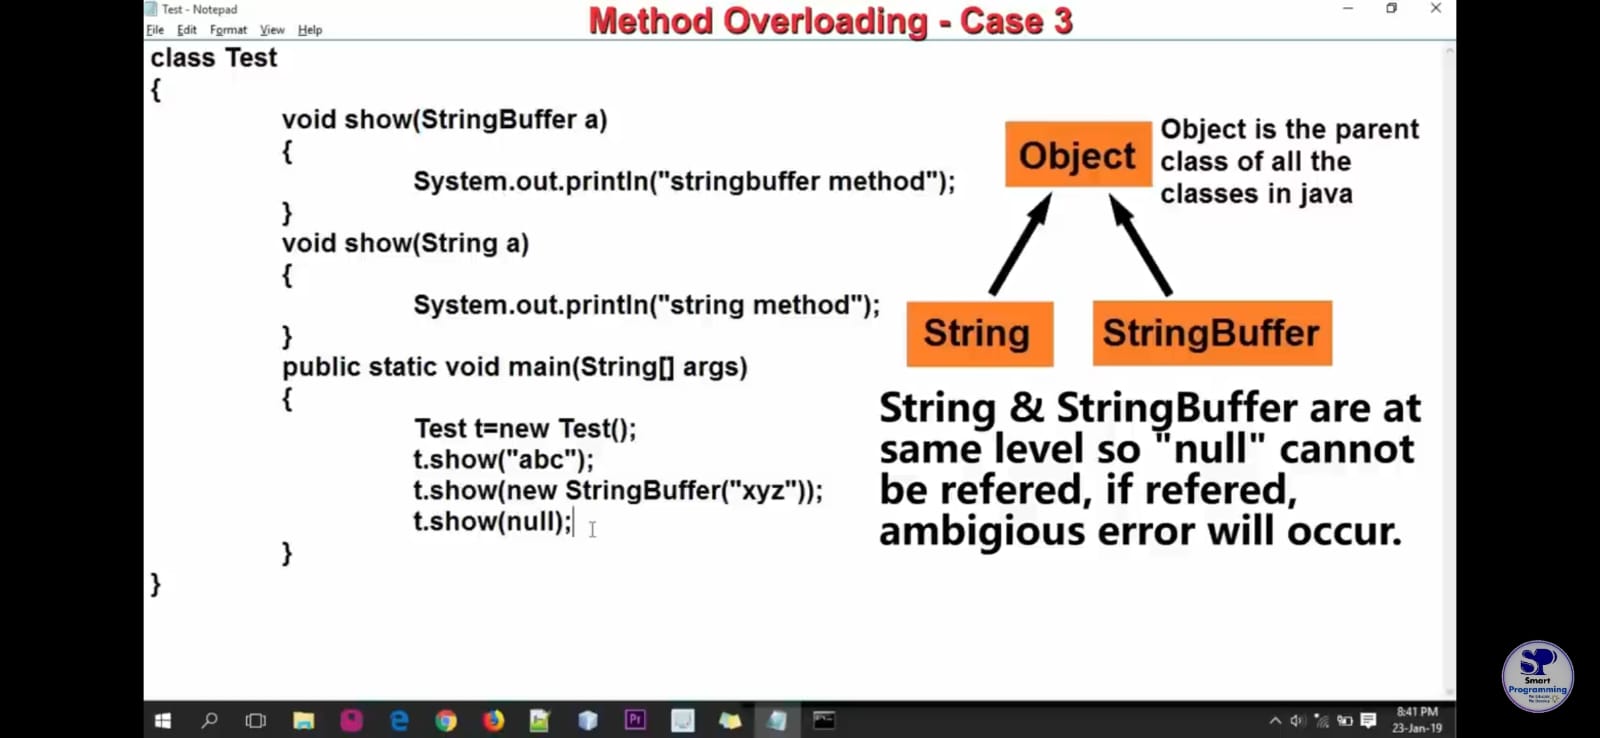 Test - Notepad
Method Overloading - Case 3
File Edit Format View Help
class Test
{
void show(StringBuffer a)
{
System.out.println("stringbuffer method");
}
void show(String a)
{
System.out.println("string method");
}
public static void main(String[] args)
{
Test t=new Test();
t.show("abc");
t.show(new StringBuffer("xyz"));
t.show(null);
}
}
Object
Object is the parent
class of all the
classes in java
String
StringBuffer
String & StringBuffer are at
same level so "null" cannot
be refered, if refered,
ambigious error will occur.
SP
Smart
Programming
Pr
8:41 PM
23-Jan-19